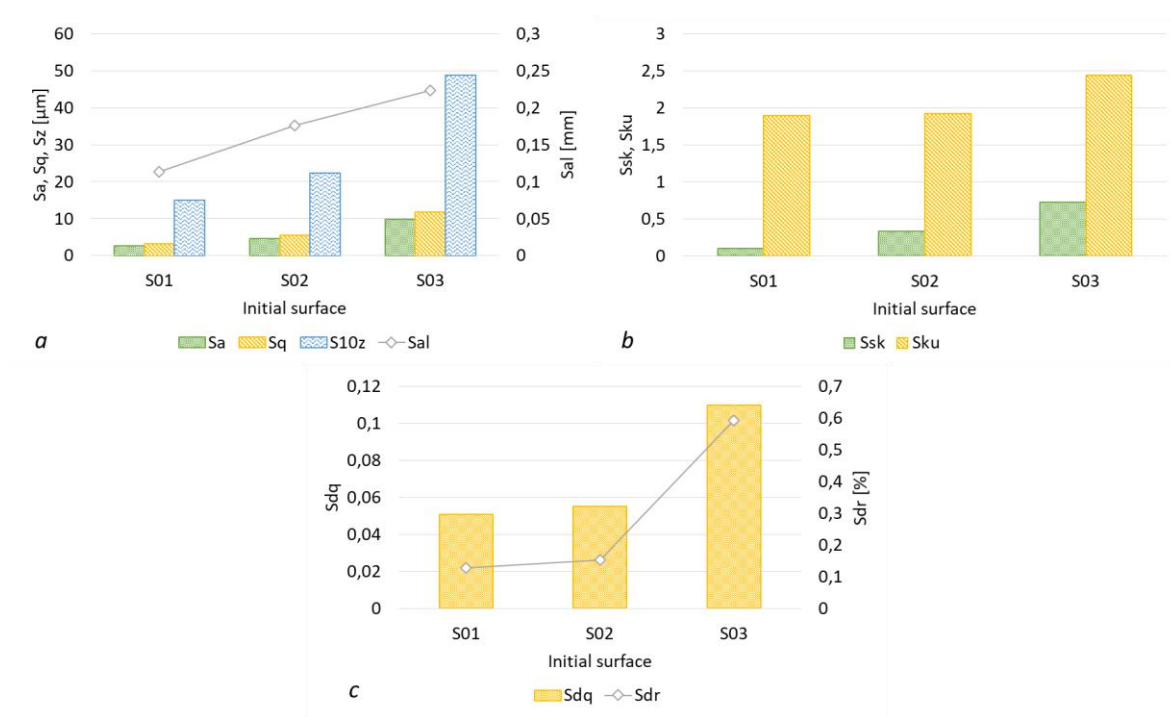 60
50
40
30
20
10
0
Sa, Sq, Sz [µm]
0,3
0,25
0,2
0,15
0,1
0,05
0
Sal [mm]
S01 S02 S03
Initial surface
a
Sa Sq S10z Sal
3
2,5
2
1,5
1
0,5
0
Ssk, Sku
S01 S02 S03
Initial surface
b
Ssk Sku
0,12
0,1
0,08
0,06
0,04
0,02
0
Sdq
0,7
0,6
0,5
0,4
0,3
0,2
0,1
0
Sdr [%]
S01 S02 S03
Initial surface
c
Sdq Sdr